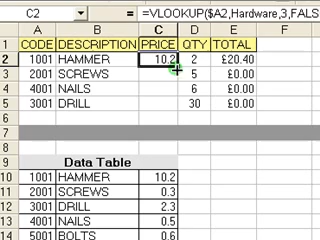 C2 =VLOOKUP($A2,Hardware,3,FALS
A B C D E F
1 CODE DESCRIPTION PRICE QTY TOTAL
2 1001 HAMMER 10.2 2 £20.40
3 2001 SCREWS 5 £0.00
4 4001 NAILS 6 £0.00
5 3001 DRILL 30 £0.00
6
7
9 Data Table
10 1001 HAMMER 10.2
11 2001 SCREWS 0.3
12 3001 DRILL 2.3
13 4001 NAILS 0.5
14 5001 BOLTS 0.6